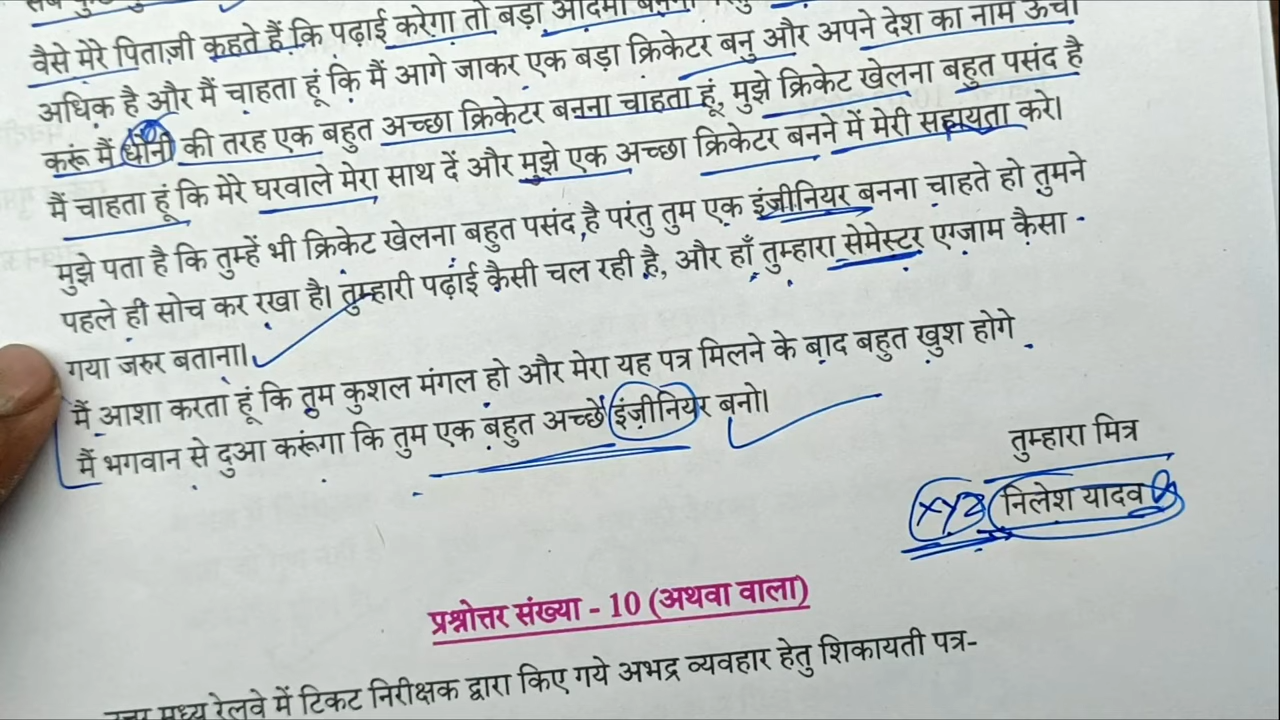 वैसे मेरे पिताज़ी कहते हैं कि पढ़ाई करेगा तो बड़ा आदमी
अधिक़ है और मैं चाहता हूं कि मैं आगे जाकर एक बड़ा क्रिकेटर बनु और अपने देश का नाम ऊंचा
करूं मैं धोनी की तरह एक बहुत अच्छा क्रिकेटर बनना चाहता हूं, मुझे क्रिकेट खेलना बहुत पसंद है
मैं चाहता हूं कि मेरे घरवाले मेरा साथ दें और मुझे एक अच्छा क्रिकेटर बनने में मेरी सहायता करे।
मुझे पता है कि तुम्हें भी क्रिकेट खेलना बहुत पसंद है परंतु तुम एक इंजीनियर बनना चाहते हो तुमने
पहले ही सोच कर रखा है। तुम्हारी पढ़ाई कैसी चल रही है, और हाँ तुम्हारा सेमेस्टर एग्जाम कैसा
गया जरुर बताना।
मैं आशा करता हूं कि तुम कुशल मंगल हो और मेरा यह पत्र मिलने के बाद बहुत खुश होगे
मैं भगवान से दुआ करूंगा कि तुम एक बहुत अच्छे इंजीनियर बनो।
तुम्हारा मित्र
xyz निलेश यादव
प्रश्नोत्तर संख्या - 10 (अथवा वाला)
मध्य रेलवे में टिकट निरीक्षक द्वारा किए गये अभद्र व्यवहार हेतु शिकायती पत्र-